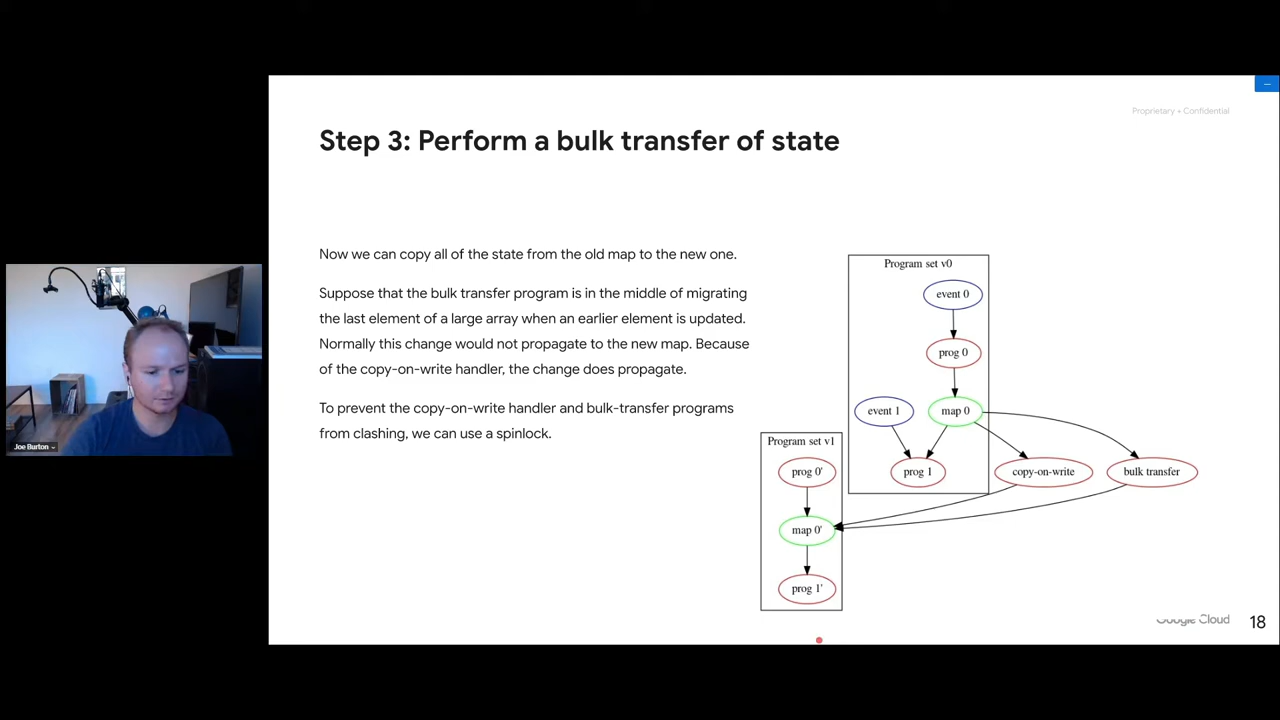 Proprietary + Confidential
Step 3: Perform a bulk transfer of state
Now we can copy all of the state from the old map to the new one.
Suppose that the bulk transfer program is in the middle of migrating
the last element of a large array when an earlier element is updated.
Normally this change would not propagate to the new map. Because
of the copy-on-write handler, the change does propagate.
To prevent the copy-on-write handler and bulk-transfer programs
from clashing, we can use a spinlock.
Program set v0
event 0
prog 0
event 1
map 0
prog 1
copy-on-write
bulk transfer
Program set v1
prog 0'
map 0'
prog 1'
Joe Burton
Google Cloud
18